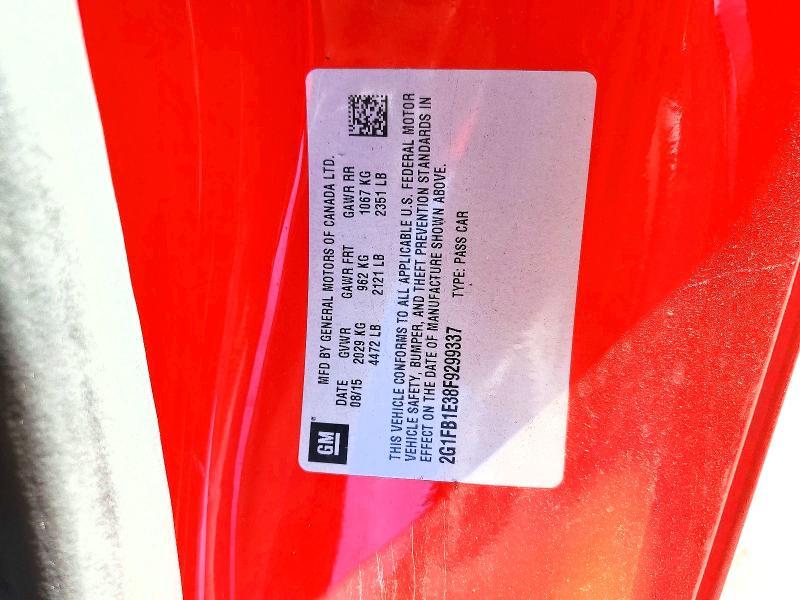 GM
MFD BY GENERAL MOTORS OF CANADA LTD.
DATE GVWR GAWR FRT GAWR RR
08/15 2029 KG 962 KG 1067 KG
4472 LB 2121 LB 2351 LB
THIS VEHICLE CONFORMS TO ALL APPLICABLE U.S. FEDERAL MOTOR
VEHICLE SAFETY, BUMPER, AND THEFT PREVENTION STANDARDS IN
EFFECT ON THE DATE OF MANUFACTURE SHOWN ABOVE.
2G1FB1E38F9299337 TYPE: PASS CAR